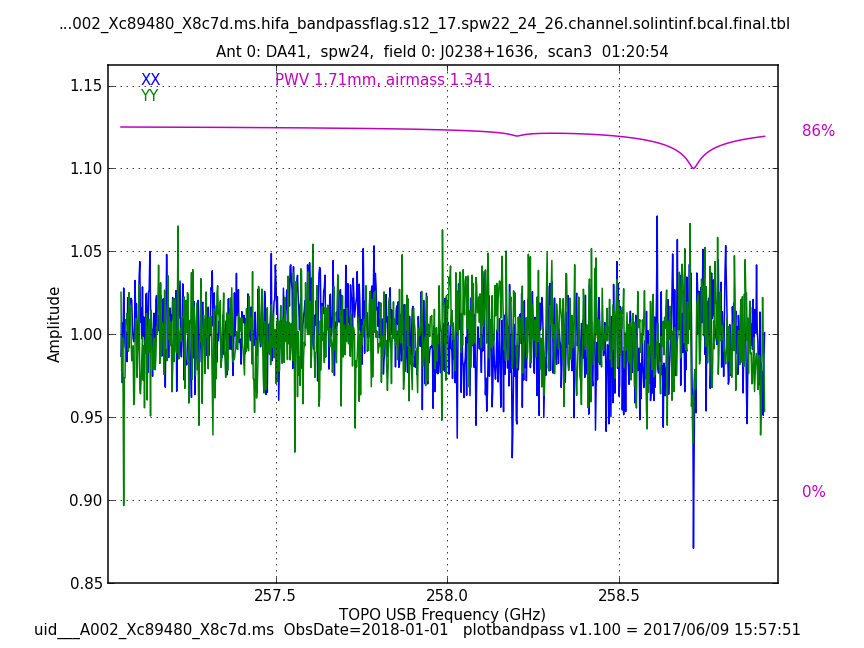 ...002_Xc89480_X8c7d.ms.hifa_bandpassflag.s12_17.spw22_24_26.channel.solintinf.bcal.final.tbl
Ant 0: DA41,  spw24,  field 0: J0238+1636,  scan3  01:20:54
XX
PWV 1.71mm, airmass 1.341
YY
1.15
86%
1.10
1.05
Amplitude
1.00
0.95
0.90
0%
0.85
257.5
258.0
258.5
TOPO USB Frequency (GHz)
uid___A002_Xc89480_X8c7d.ms  ObsDate=2018-01-01   plotbandpass v1.100 = 2017/06/09 15:57:51